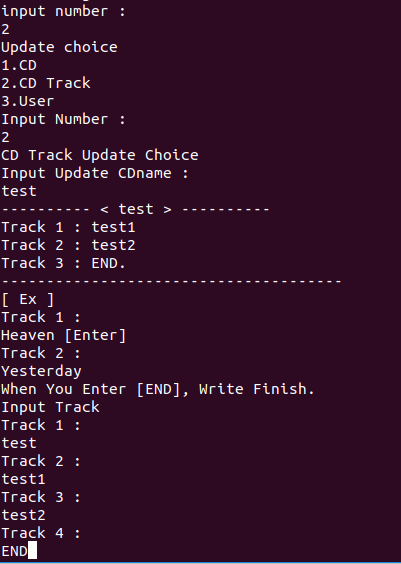 input number :
2
Update choice
1.CD
2.CD Track
3.User
Input Number :
2
CD Track Update Choice
Input Update CDname :
test
---------- < test > ----------
Track 1 : test1
Track 2 : test2
Track 3 : END.
--------------------------------------
[ Ex ]
Track 1 :
Heaven [Enter]
Track 2 :
Yesterday
When You Enter [END], Write Finish.
Input Track
Track 1 :
test
Track 2 :
test1
Track 3 :
test2
Track 4 :
END